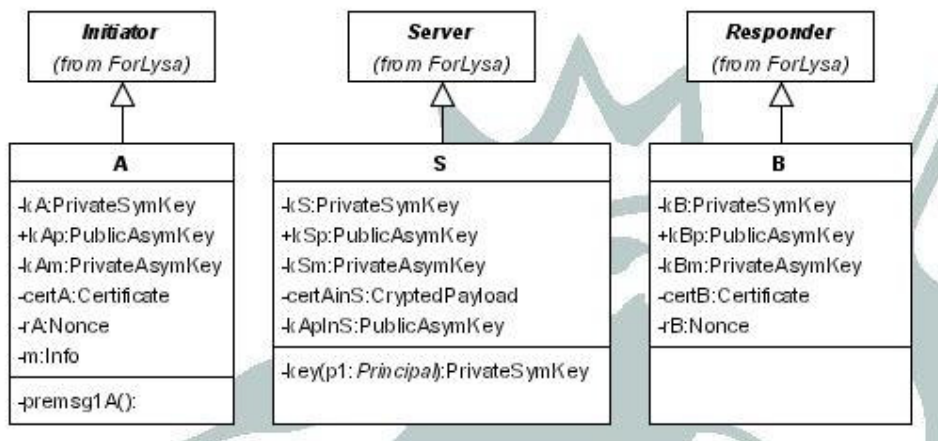 Initiator
(from ForLysa)
Server
(from ForLysa)
Responder
(from ForLysa)
A
-kA:PrivateSymKey
+kAp:PublicAsymKey
-kAm:PrivateAsymKey
-certA:Certificate
-rA:Nonce
-m:Info
-premsg1A():
S
-kS:PrivateSymKey
+kSp:PublicAsymKey
-kSm:PrivateAsymKey
-certAinS:CryptedPayload
-kApInS:PublicAsymKey
-key(p1:Principal):PrivateSymKey
B
-kB:PrivateSymKey
+kBp:PublicAsymKey
-kBm:PrivateAsymKey
-certB:Certificate
-rB:Nonce